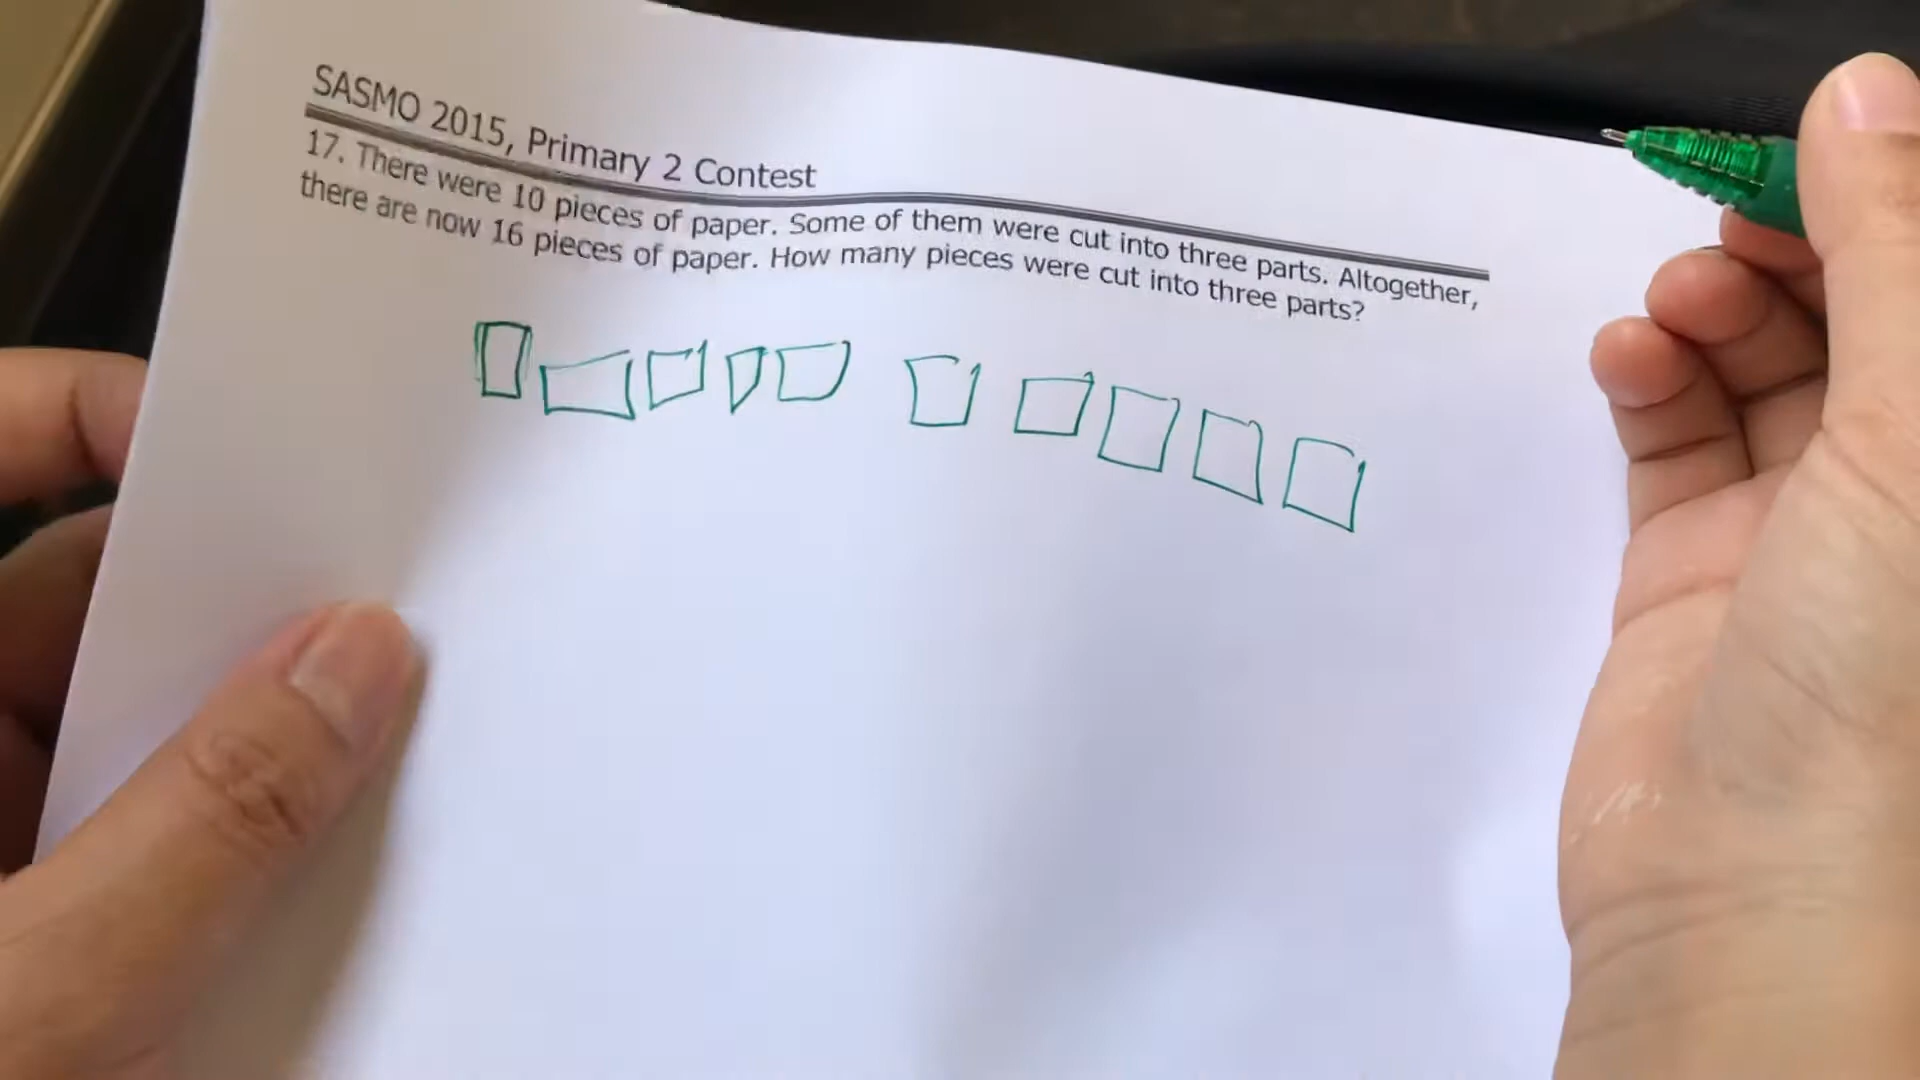 SASMO 2015, Primary 2 Contest
17. There were 10 pieces of paper. Some of them were cut into three parts. Altogether,
there are now 16 pieces of paper. How many pieces were cut into three parts?